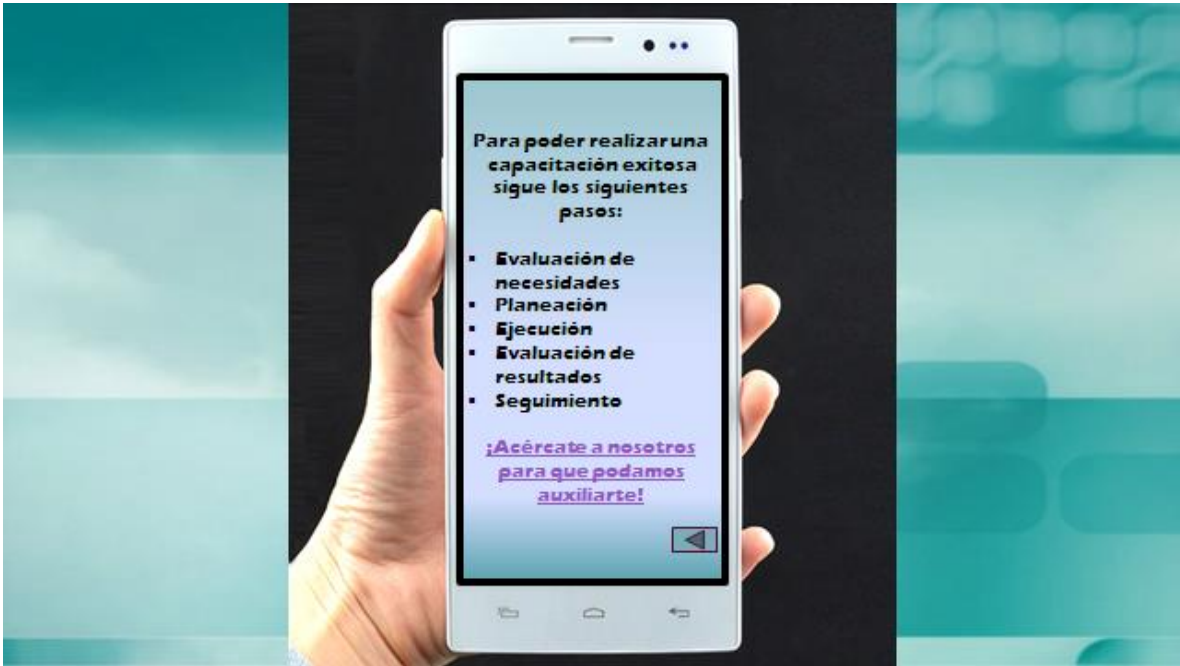 Para poder realizar una
capacitación exitosa
sigue los siguientes
pasos:
▪ Evaluación de
necesidades
▪ Planeación
▪ Ejecución
▪ Evaluación de
resultados
▪ Seguimiento
¡Acércate a nosotros
para que podamos
auxiliarte!